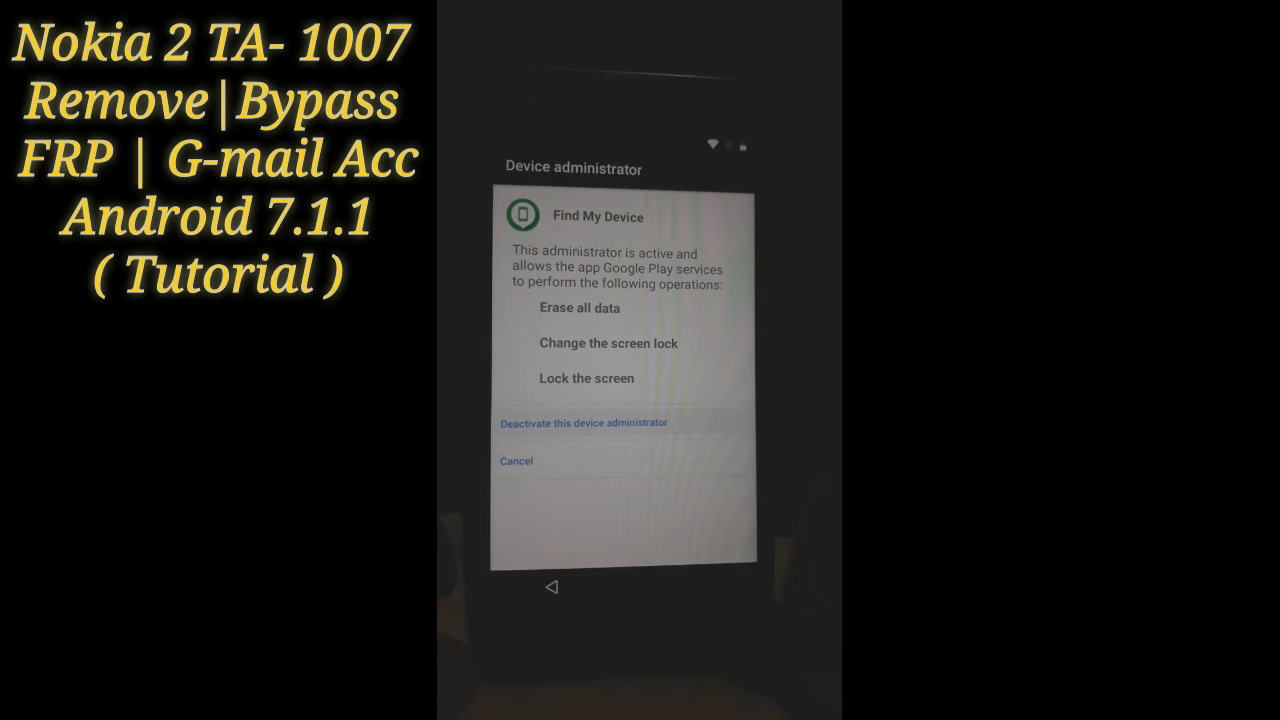 Nokia 2 TA- 1007
Remove|Bypass
FRP | G-mail Acc
Android 7.1.1
( Tutorial )
Device administrator
Find My Device
This administrator is active and
allows the app Google Play services
to perform the following operations:
Erase all data
Change the screen lock
Lock the screen
Deactivate this device administrator
Cancel